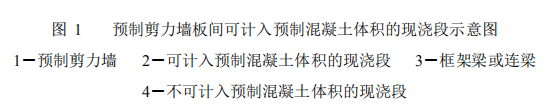 图 1 预制剪力墙板间可计入预制混凝土体积的现浇段示意图
1—预制剪力墙 2—可计入预制混凝土体积的现浇段 3—框架梁或连梁
4—不可计入预制混凝土体积的现浇段